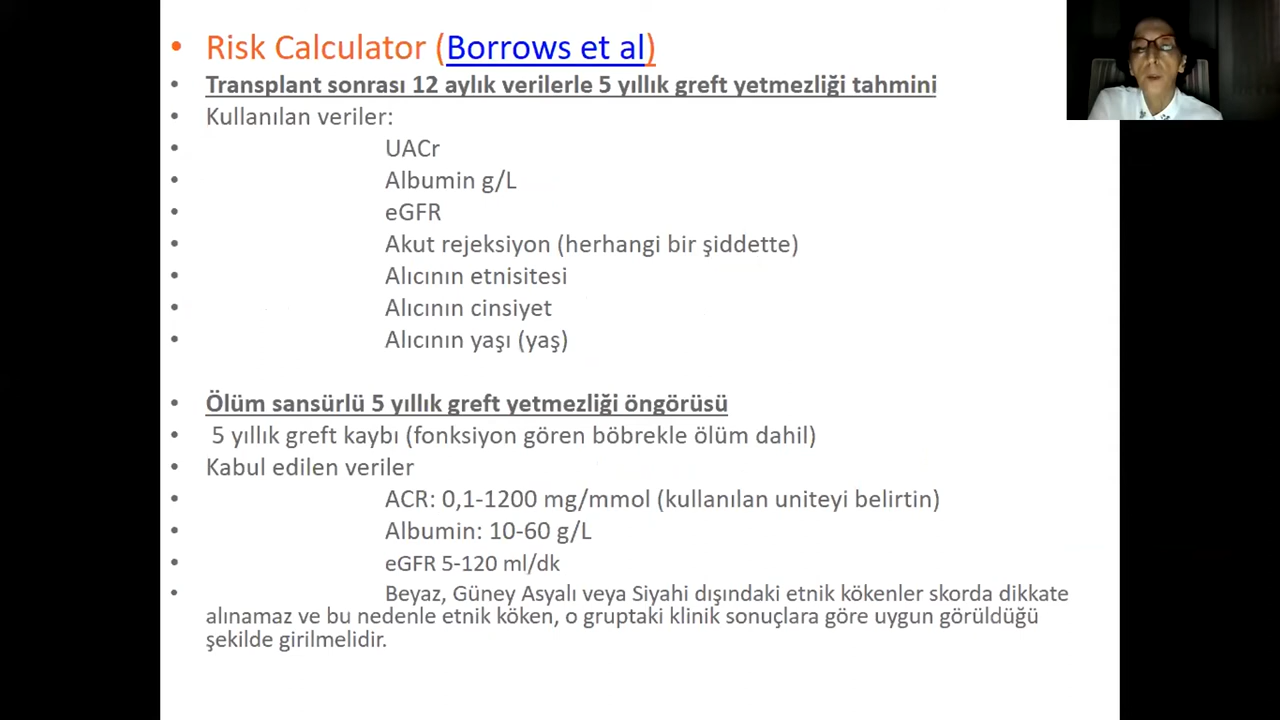 • Risk Calculator (Borrows et al)
• Transplant sonrası 12 aylık verilerle 5 yıllık greft yetmezliği tahmini
• Kullanılan veriler:
• UACr
• Albumin g/L
• eGFR
• Akut rejeksiyon (herhangi bir şiddette)
• Alıcının etnisitesi
• Alıcının cinsiyet
• Alıcının yaşı (yaş)
• Ölüm sansürlü 5 yıllık greft yetmezliği öngörüsü
• 5 yıllık greft kaybı (fonksiyon gören böbrekle ölüm dahil)
• Kabul edilen veriler
• ACR: 0,1-1200 mg/mmol (kullanılan uniteyi belirtin)
• Albumin: 10-60 g/L
• eGFR 5-120 ml/dk
• Beyaz, Güney Asyalı veya Siyahi dışındaki etnik kökenler skorda dikkate
alınamaz ve bu nedenle etnik köken, o gruptaki klinik sonuçlara göre uygun görüldüğü
şekilde girilmelidir.